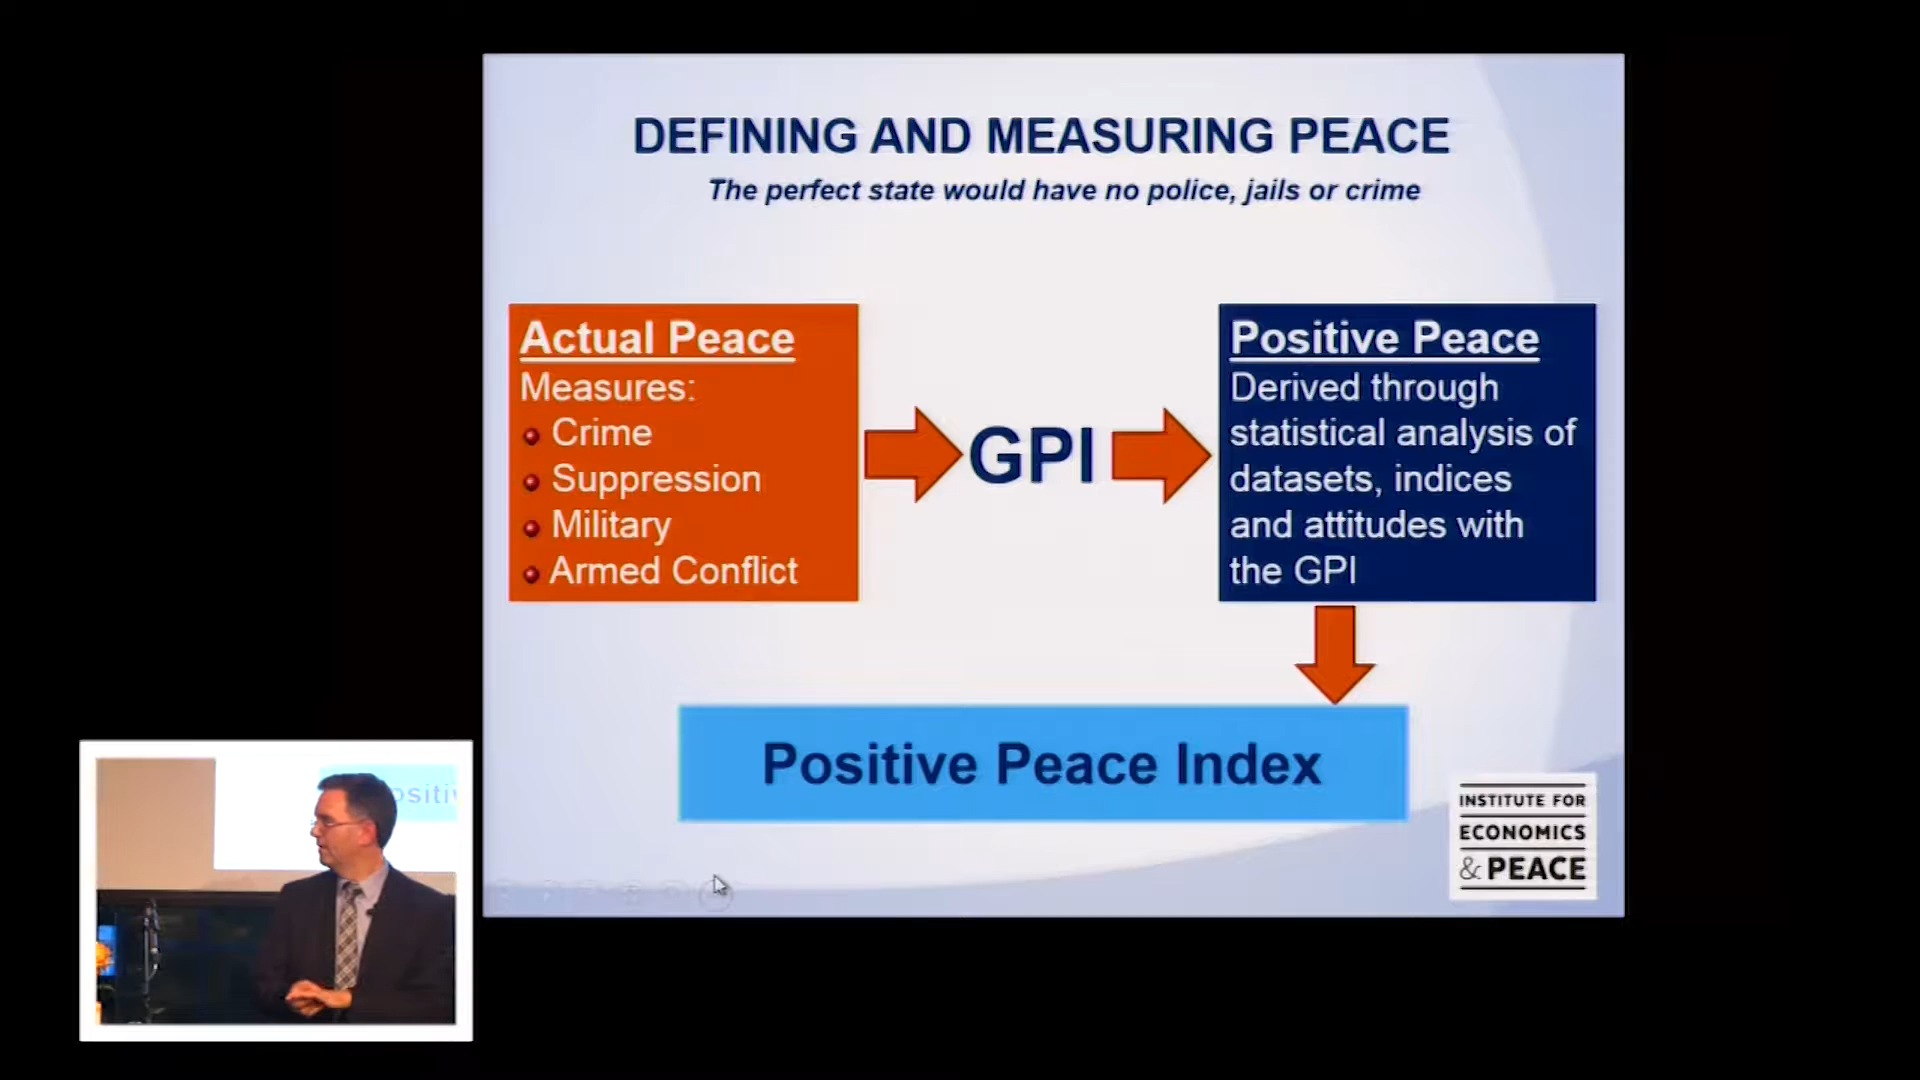 DEFINING AND MEASURING PEACE
The perfect state would have no police, jails or crime
Actual Peace
Measures:
Crime
Suppression
Military
Armed Conflict
GPI
Positive Peace
Derived through
statistical analysis of
datasets, indices
and attitudes with
the GPI
Positive Peace Index
INSTITUTE FOR
ECONOMICS
& PEACE
ositiv